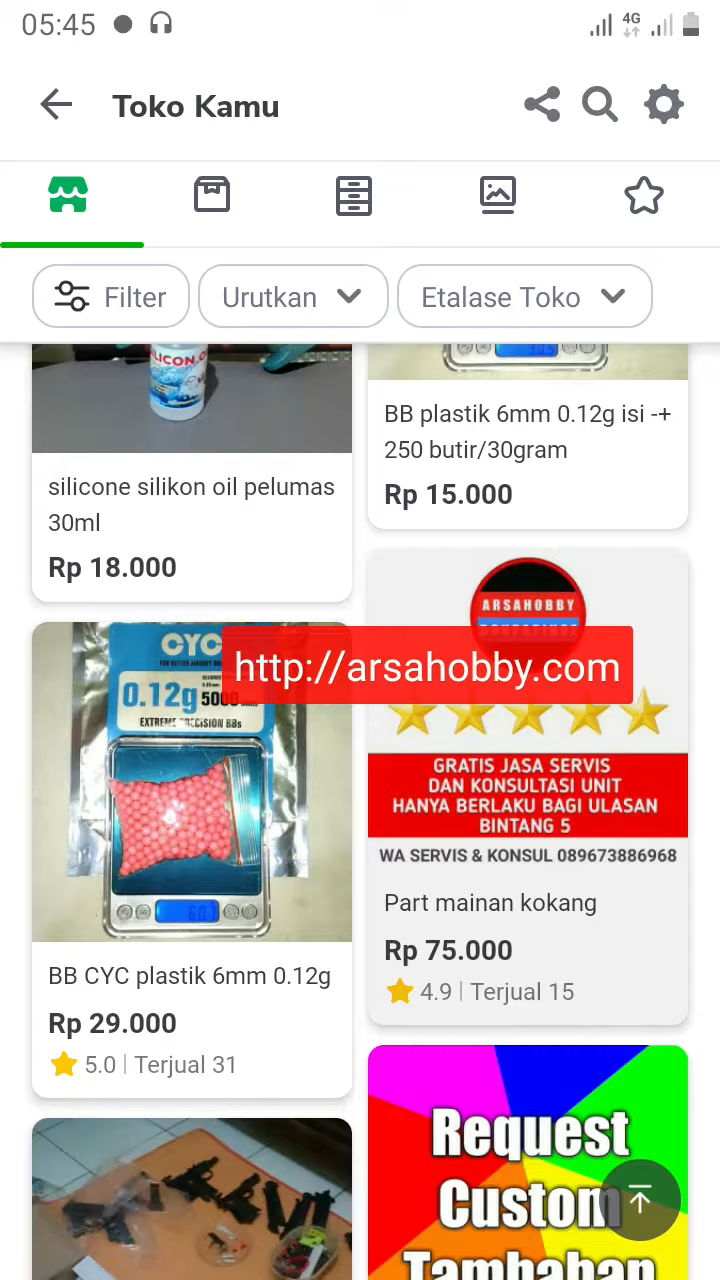 05:45
4G
Toko Kamu
Filter
Urutkan
Etalase Toko
silicone silikon oil pelumas
30ml
Rp 18.000
BB plastik 6mm 0.12g isi -+
250 butir/30gram
Rp 15.000
http://arsahobby.com
CYC
0.12g
EXTREME PRECISION BBs
BB CYC plastik 6mm 0.12g
Rp 29.000
5.0 | Terjual 31
ARSAHOBBY
GRATIS JASA SERVIS
DAN KONSULTASI UNIT
HANYA BERLAKU BAGI ULASAN
BINTANG 5
WA SERVIS & KONSUL 089673886968
Part mainan kokang
Rp 75.000
4.9 | Terjual 15
Request
Custom
Tambahan